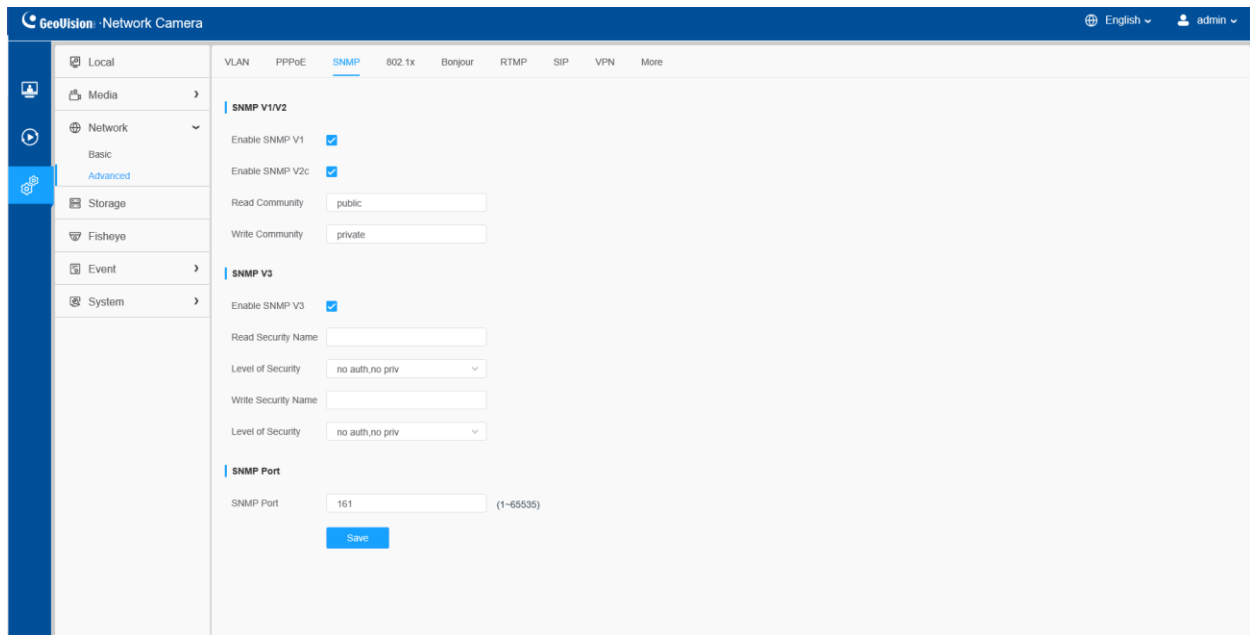 GeoVision: ·Network Camera
English
admin
Local
Media
Network
Basic
Advanced
Storage
Fisheye
Event
System
VLAN PPPoE SNMP 802.1x Bonjour RTMP SIP VPN More
SNMP V1/V2
Enable SNMP V1
Enable SNMP V2c
Read Community public
Write Community private
SNMP V3
Enable SNMP V3
Read Security Name
Level of Security no auth,no priv
Write Security Name
Level of Security no auth,no priv
SNMP Port
SNMP Port 161 (1~65535)
Save